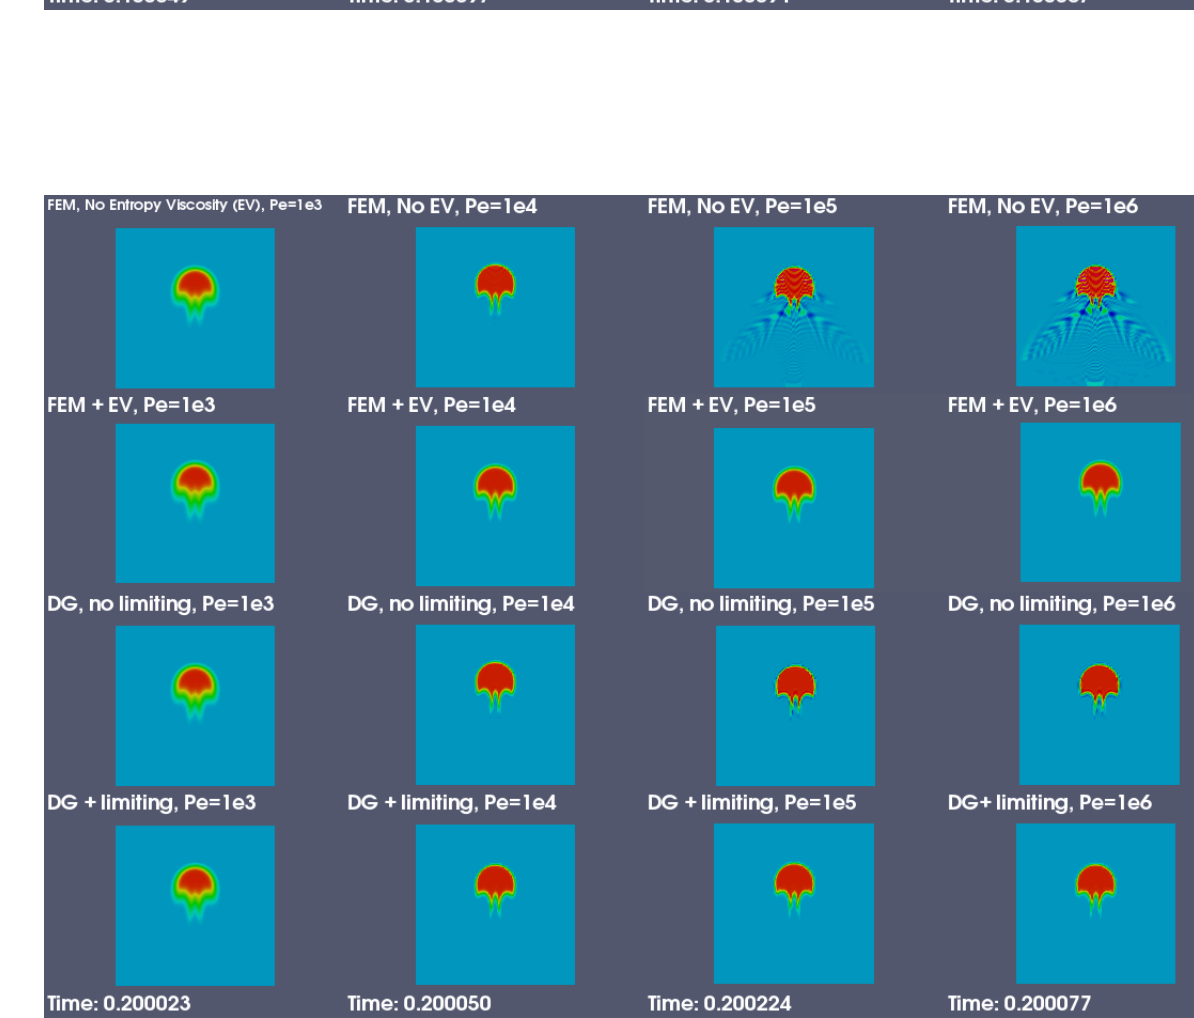 FEM, No Entropy Viscosity (EV), Pe=1e3 FEM, No EV, Pe=1e4 FEM, No EV, Pe=1e5 FEM, No EV, Pe=1e6
FEM + EV, Pe=1e3 FEM + EV, Pe=1e4 FEM + EV, Pe=1e5 FEM + EV, Pe=1e6
DG, no limiting, Pe=1e3 DG, no limiting, Pe=1e4 DG, no limiting, Pe=1e5 DG, no limiting, Pe=1e6
DG + limiting, Pe=1e3 DG + limiting, Pe=1e4 DG + limiting, Pe=1e5 DG+ limiting, Pe=1e6
Time: 0.200023 Time: 0.200050 Time: 0.200224 Time: 0.200077